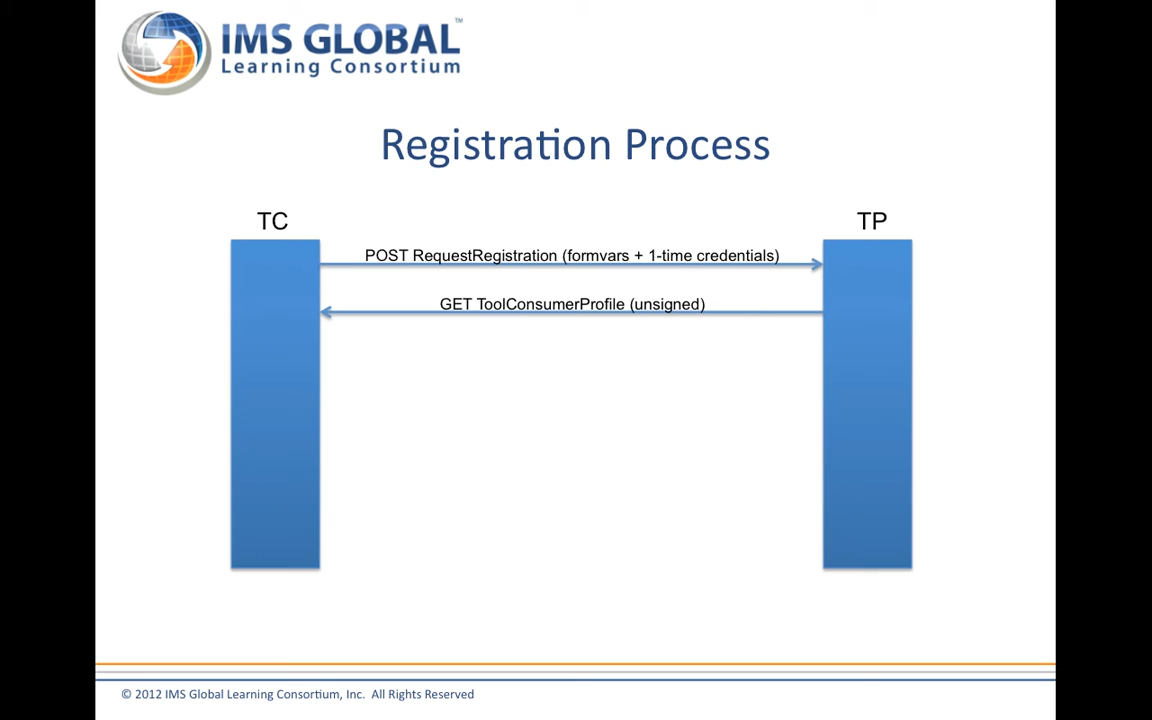 IMS GLOBAL™
Learning Consortium
Registration Process
TC
TP
POST RequestRegistration (formvars + 1-time credentials)
GET ToolConsumerProfile (unsigned)
© 2012 IMS Global Learning Consortium, Inc. All Rights Reserved